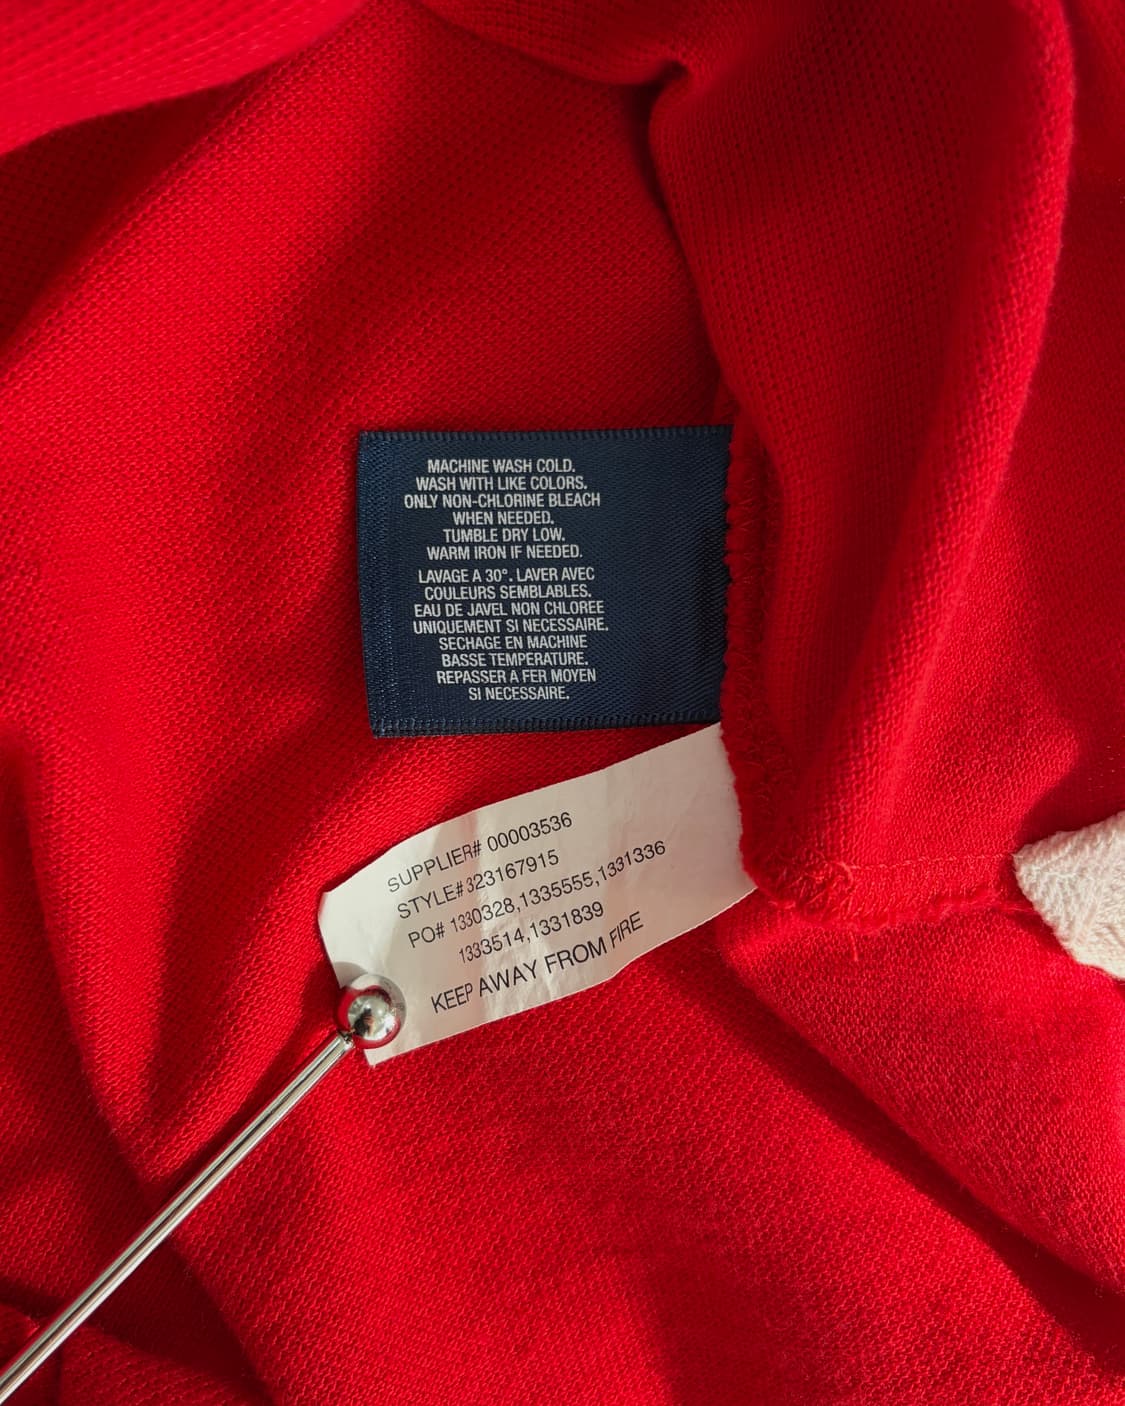 MACHINE WASH COLD.
WASH WITH LIKE COLORS.
ONLY NON-CHLORINE BLEACH
WHEN NEEDED.
TUMBLE DRY LOW.
WARM IRON IF NEEDED.
LAVAGE A 30°. LAVER AVEC
COULEURS SEMBLABLES.
EAU DE JAVEL NON CHLOREE
UNIQUEMENT SI NECESSAIRE.
SECHAGE EN MACHINE
BASSE TEMPERATURE.
REPASSER A FER MOYEN
SI NECESSAIRE.
SUPPLIER# 00003536
STYLE# 323167915
PO# 1330328,1335555,1331336
1333514,1331839
KEEP AWAY FROM FIRE